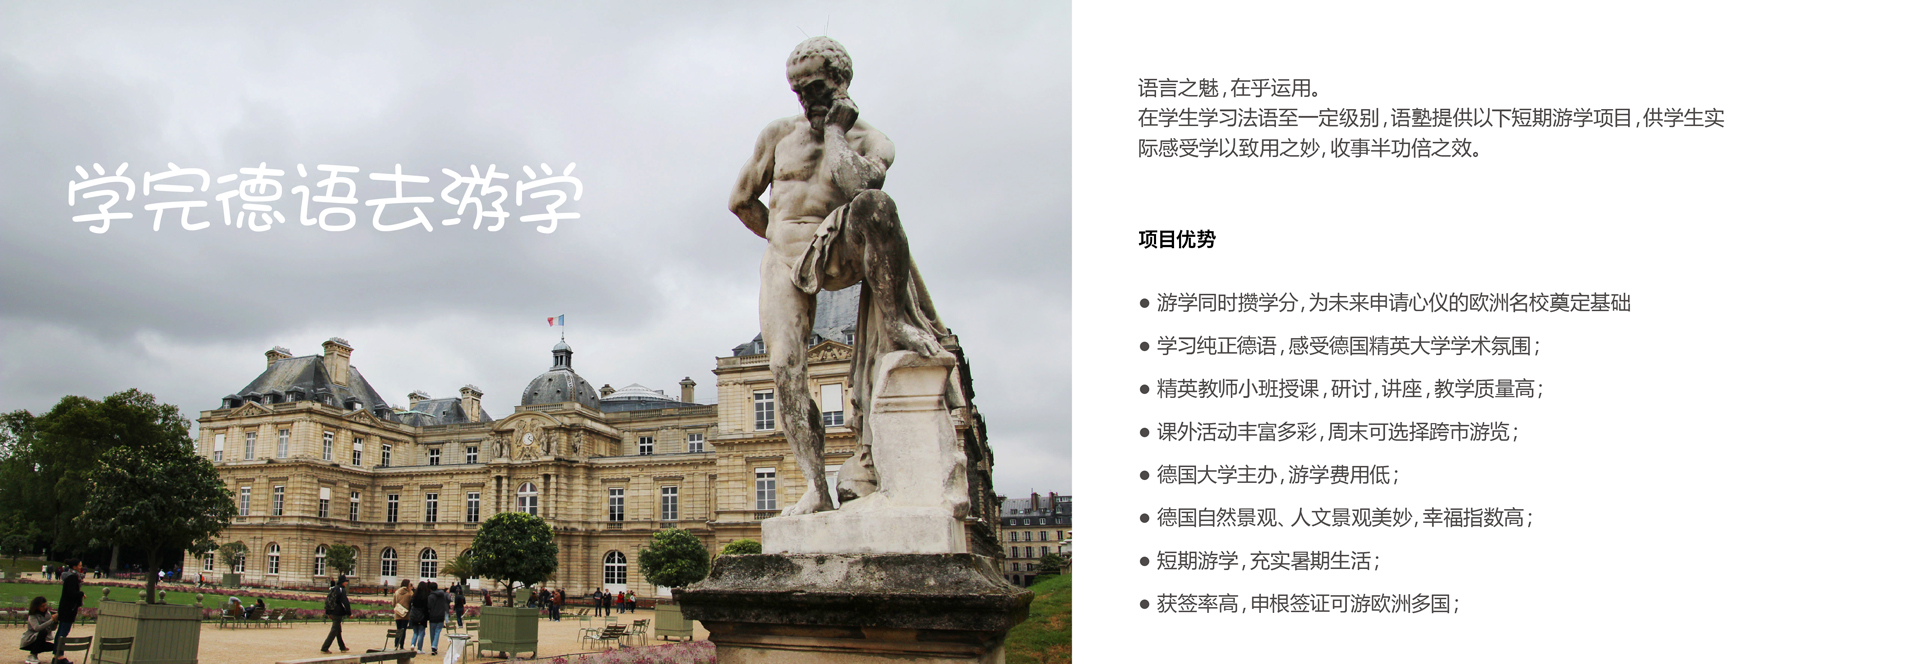 学完德语去游学
语言之魅,在乎运用。
在学生学习法语至一定级别,语塾提供以下短期游学项目,供学生实
际感受学以致用之妙,收事半功倍之效。
项目优势
● 游学同时攒学分,为未来申请心仪的欧洲名校奠定基础
● 学习纯正德语,感受德国精英大学学术氛围;
● 精英教师小班授课,研讨,讲座,教学质量高;
● 课外活动丰富多彩,周末可选择跨市游览;
● 德国大学主办,游学费用低;
● 德国自然景观、人文景观美妙,幸福指数高;
● 短期游学,充实暑期生活;
● 获签率高,申根签证可游欧洲多国;